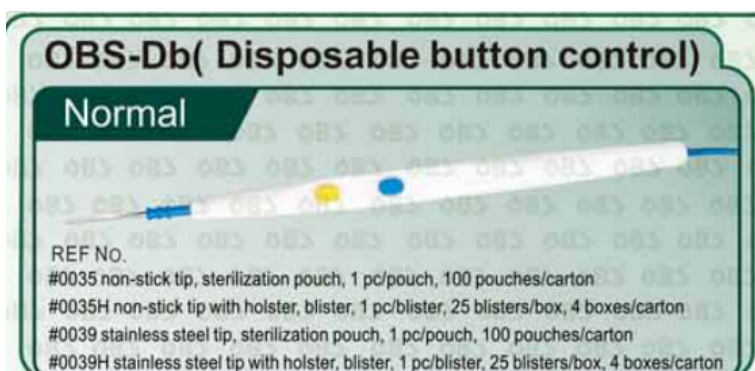 OBS-Db( Disposable button control)
Normal
REF No.
#0035 non-stick tip, sterilization pouch, 1 pc/pouch, 100 pouches/carton
#0035H non-stick tip with holster, blister, 1 pc/blister, 25 blisters/box, 4 boxes/carton
#0039 stainless steel tip, sterilization pouch, 1 pc/pouch, 100 pouches/carton
#0039H stainless steel tip with holster, blister, 1 pc/blister, 25 blisters/box, 4 boxes/carton